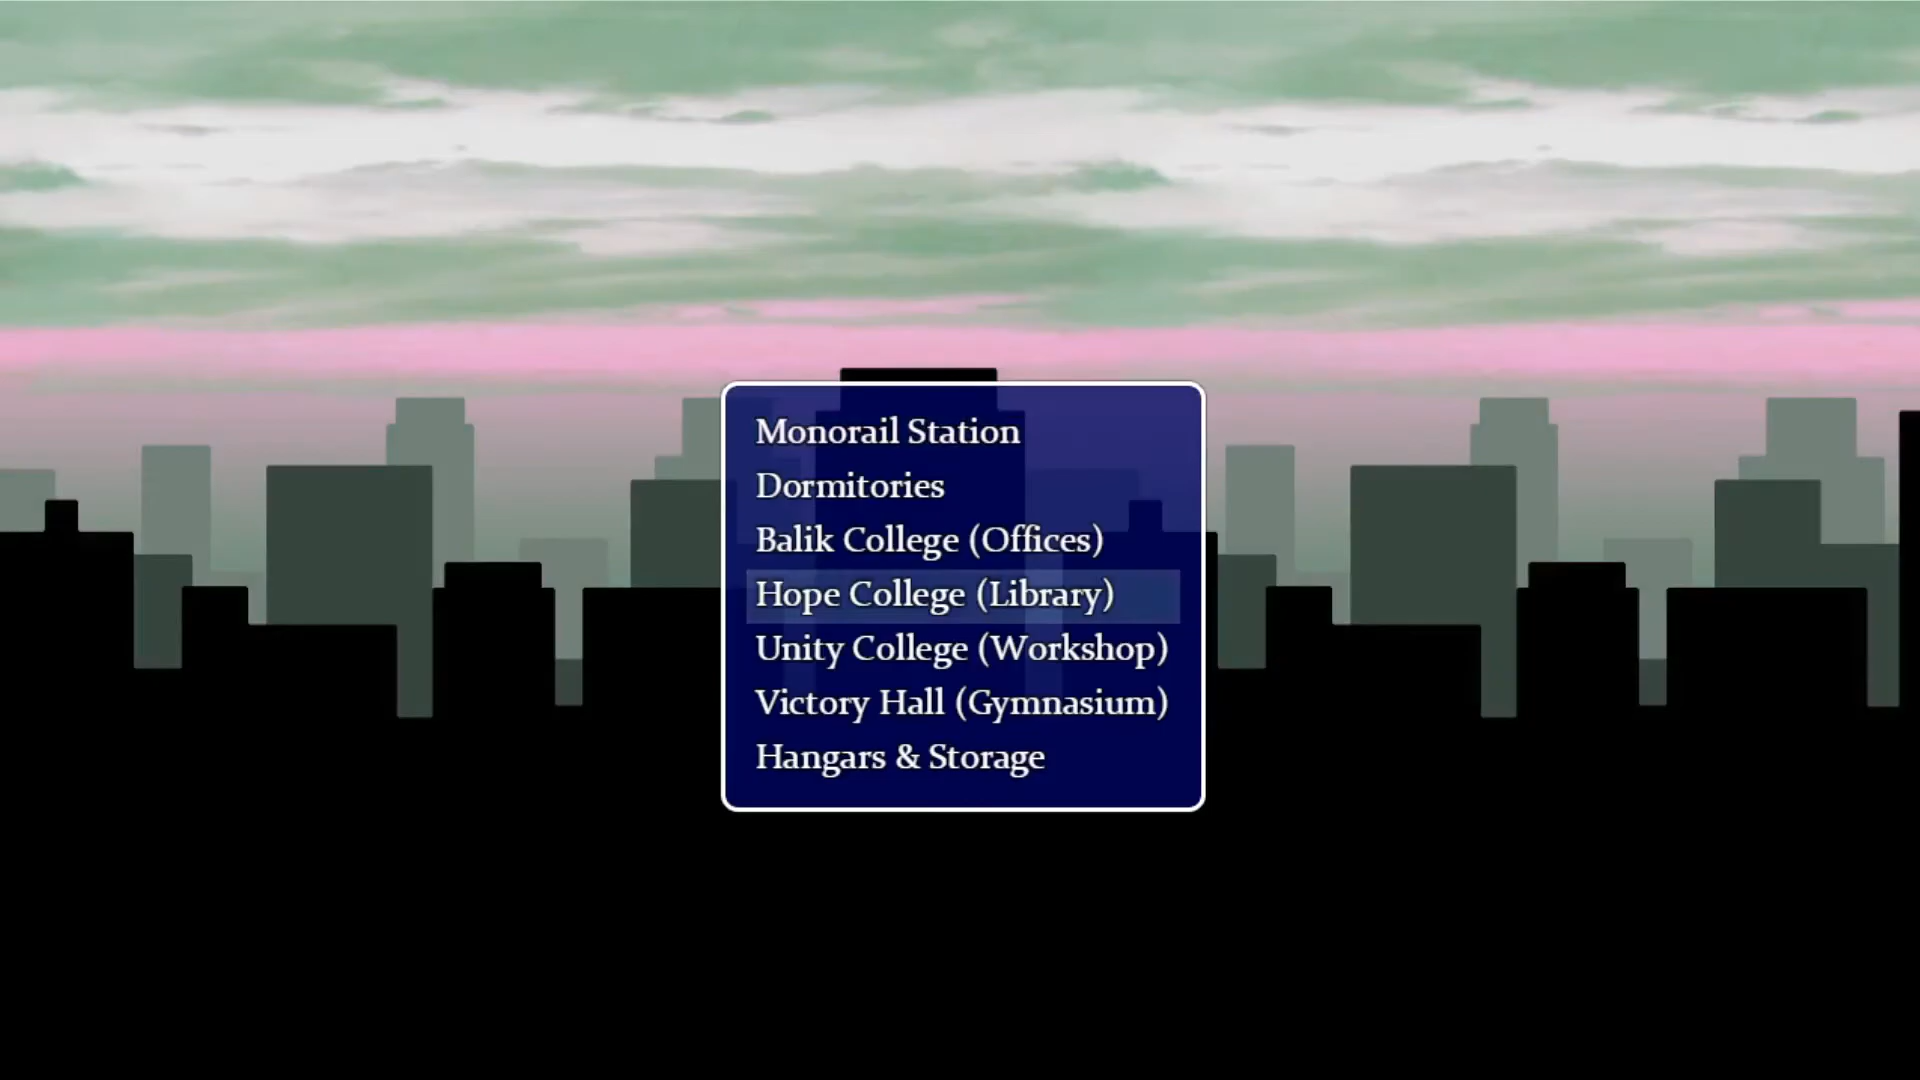 Monorail Station
Dormitories
Balik College (Offices)
Hope College (Library)
Unity College (Workshop)
Victory Hall (Gymnasium)
Hangars & Storage